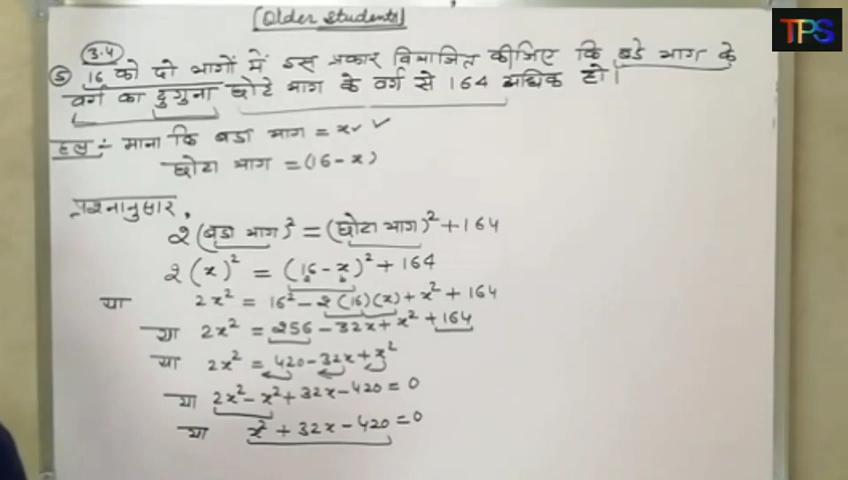 [Older students]
TPS
3.4
5 16 को दो भागों में इस प्रकार विभाजित कीजिए कि बडे भाग के
वर्ग का दुगुना छोटे भाग के वर्ग से 164 अधिक हो।
हल :- माना कि बडा भाग = x
छोटा भाग = (16-x)
प्रश्नानुसार,
2(बडा भाग)² = (छोटा भाग)² + 164
2(x)² = (16-x)² + 164
या 2x² = 16² - 2(16)(x) + x² + 164
या 2x² = 256 - 32x + x² + 164
या 2x² = 420 - 32x + x²
या 2x² - x² + 32x - 420 = 0
या x² + 32x - 420 = 0